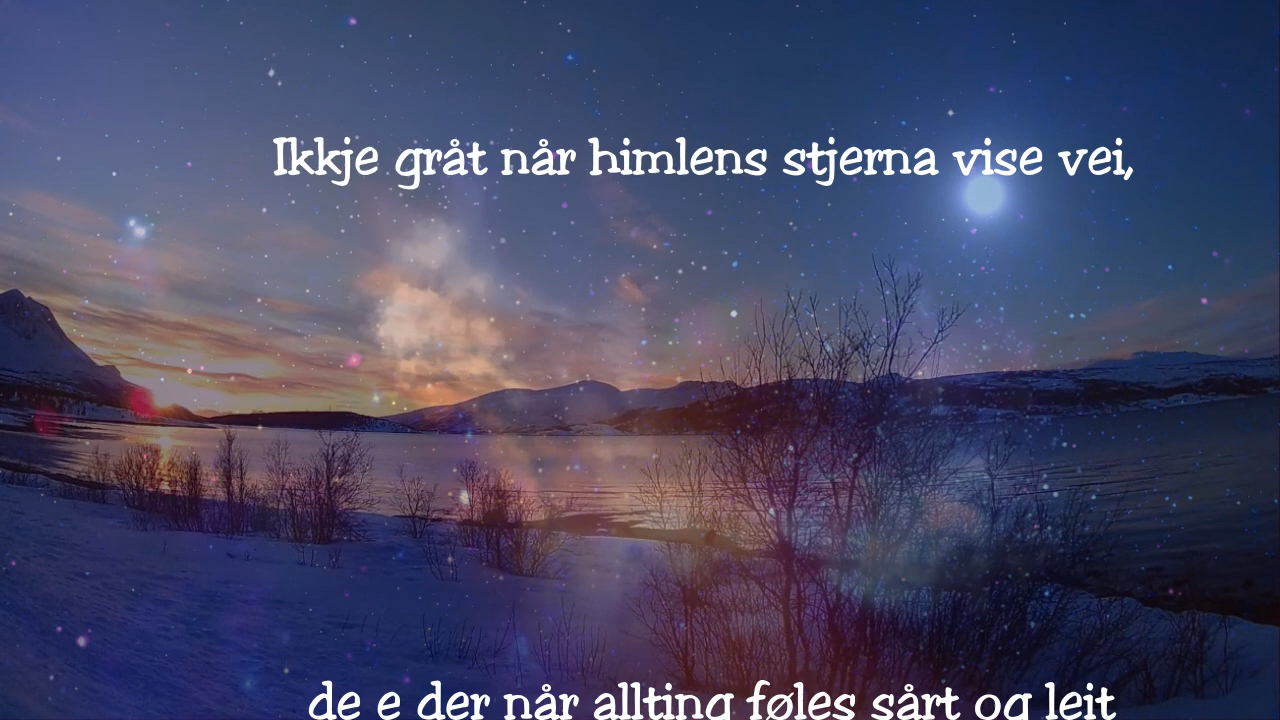 Ikkje gråt når himlens stjerna vise vei,
de e der når allting føles sårt og leit